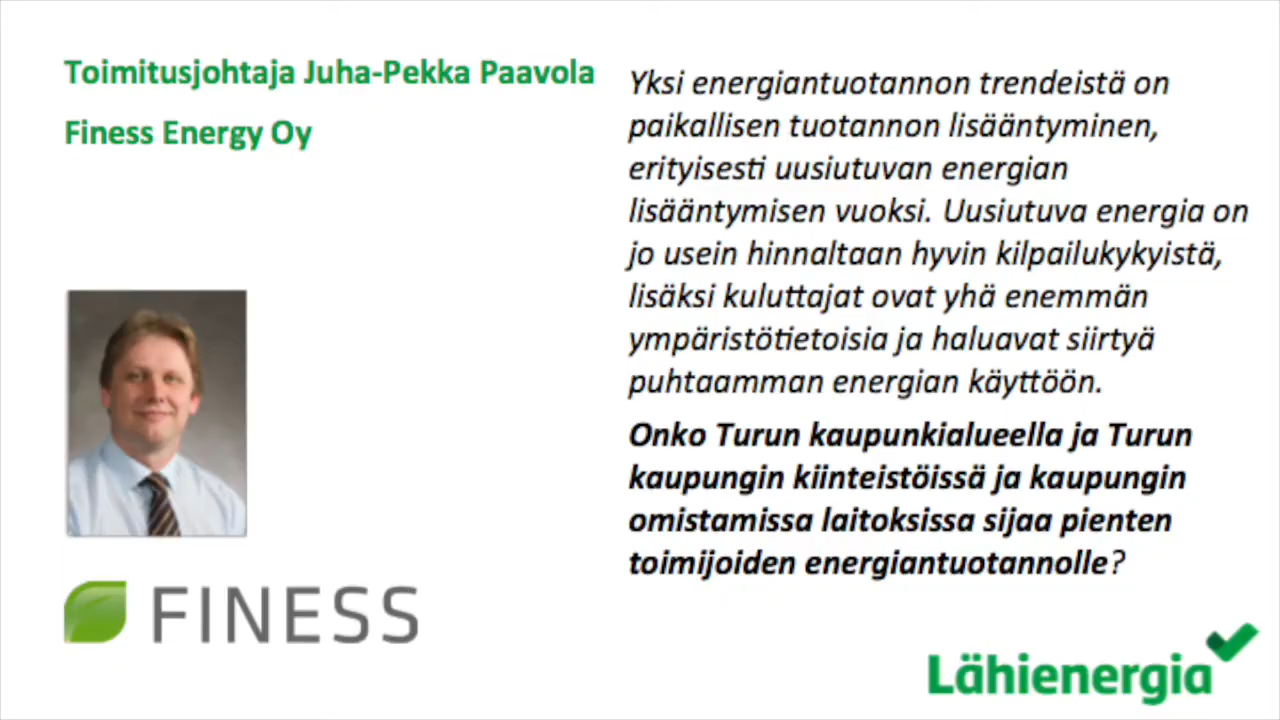 Toimitusjohtaja Juha-Pekka Paavola
Finess Energy Oy
Yksi energiantuotannon trendeistä on
paikallisen tuotannon lisääntyminen,
erityisesti uusiutuvan energian
lisääntymisen vuoksi. Uusiutuva energia on
jo usein hinnaltaan hyvin kilpailukykyistä,
lisäksi kuluttajat ovat yhä enemmän
ympäristötietoisia ja haluavat siirtyä
puhtaamman energian käyttöön.
Onko Turun kaupunkialueella ja Turun
kaupungin kiinteistöissä ja kaupungin
omistamissa laitoksissa sijaa pienten
toimijoiden energiantuotannolle?
FINESS
Lähienergia